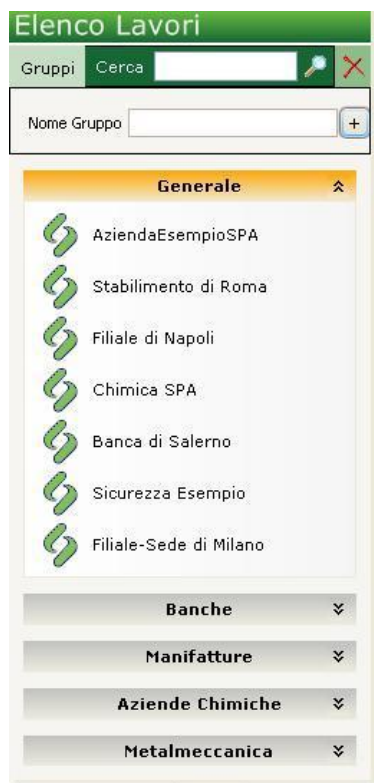 Elenco Lavori
Gruppi Cerca
Nome Gruppo +
Generale
AziendaEsempioSPA
Stabilimento di Roma
Filiale di Napoli
Chimica SPA
Banca di Salerno
Sicurezza Esempio
Filiale-Sede di Milano
Banche
Manifatture
Aziende Chimiche
Metalmeccanica